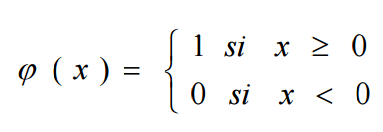 φ ( x ) = { 1 si x ≥ 0
0 si x < 0